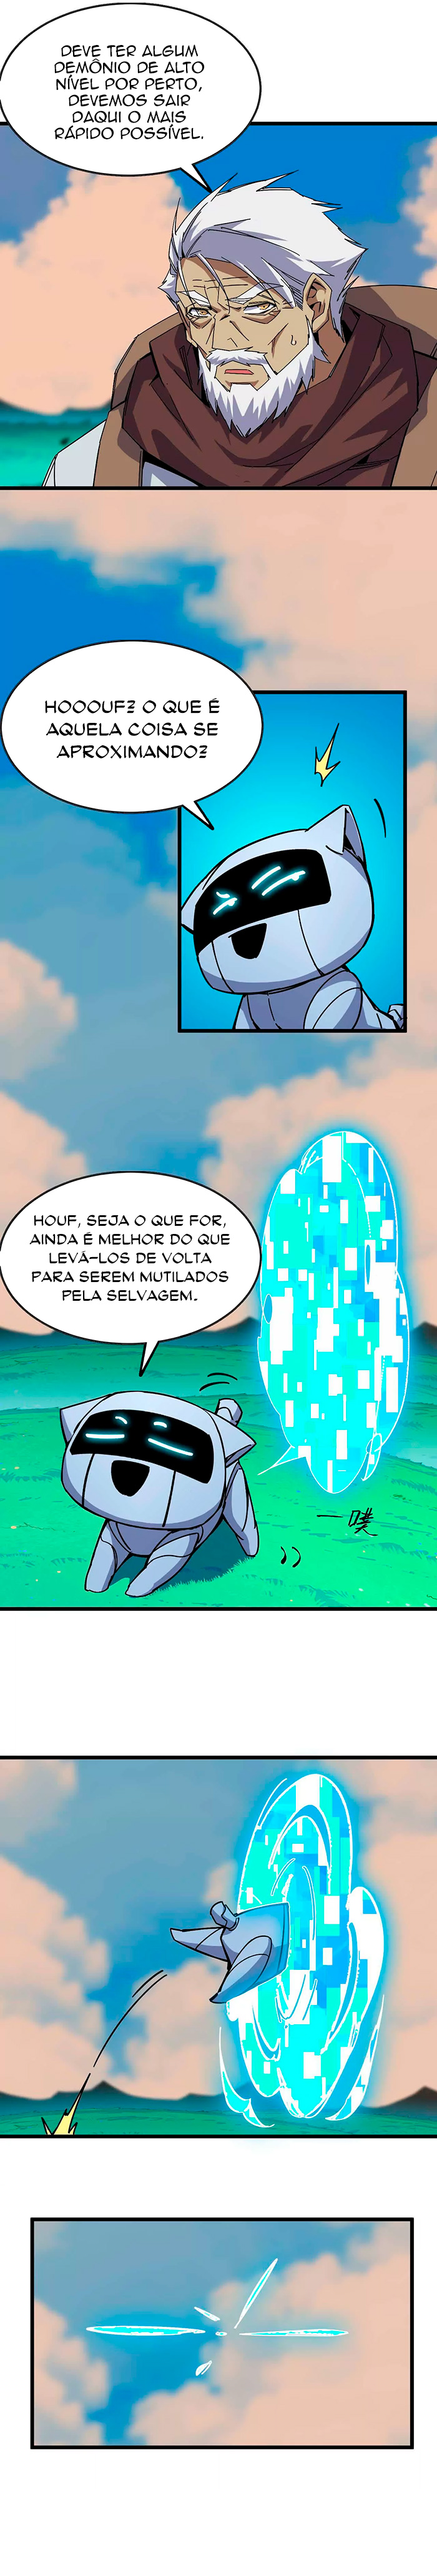 DEVE TER ALGUM
DEMÔNIO DE ALTO
NÍVEL POR PERTO,
DEVEMOS SAIR
DAQUI O MAIS
RÁPIDO POSSÍVEL.
HOOOUF? O QUE É
AQUELA COISA SE
APROXIMANDO?
HOUF, SEJA O QUE FOR,
AINDA É MELHOR DO QUE
LEVÁ-LOS DE VOLTA
PARA SEREM MUTILADOS
PELA SELVAGEM.
一噗